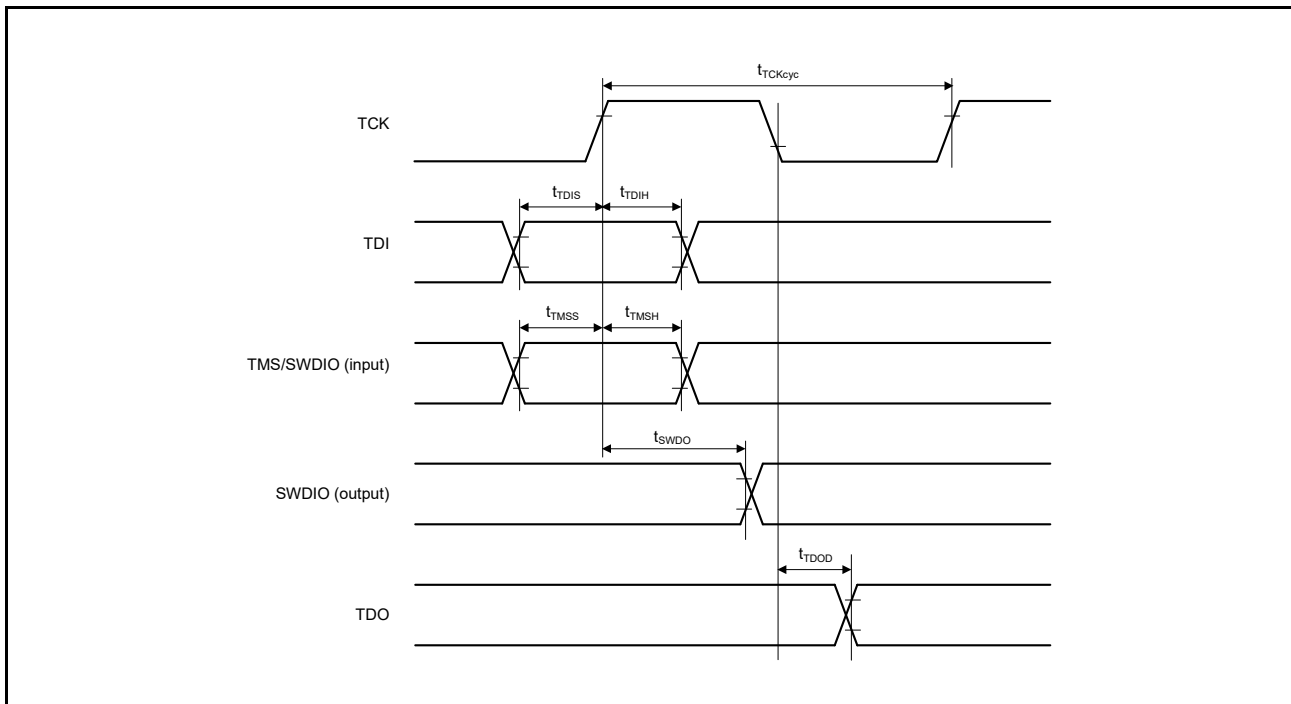 tTCKcyc
TCK
tTDIS tTDIH
TDI
tTMSS tTMSH
TMS/SWDIO (input)
tSWDO
SWDIO (output)
tTDOD
TDO